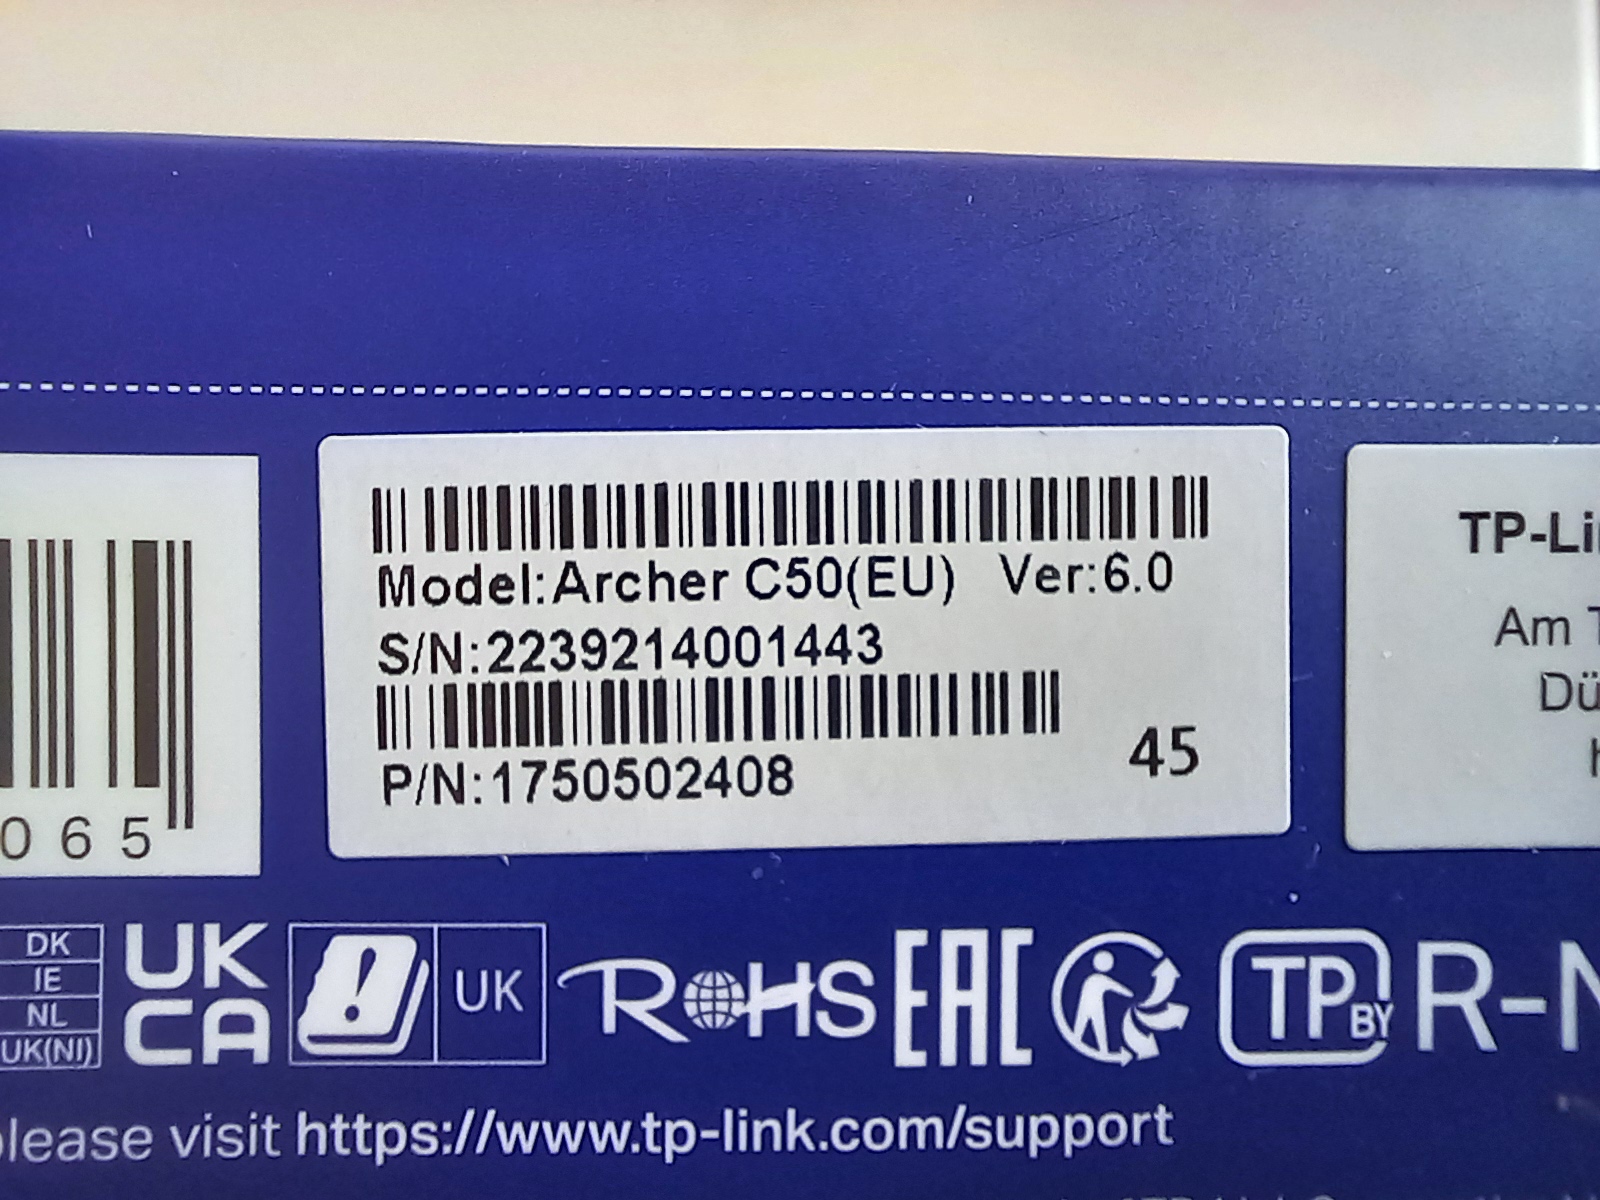 Model:Archer C50(EU) Ver:6.0
S/N:2239214001443
P/N:1750502408
45
065
TP-Li
Am T
Dü
DK
IE
NL
UK(NI)
UK
CA
UK
RoHS
EAC
TP BY
R-N
please visit https://www.tp-link.com/support